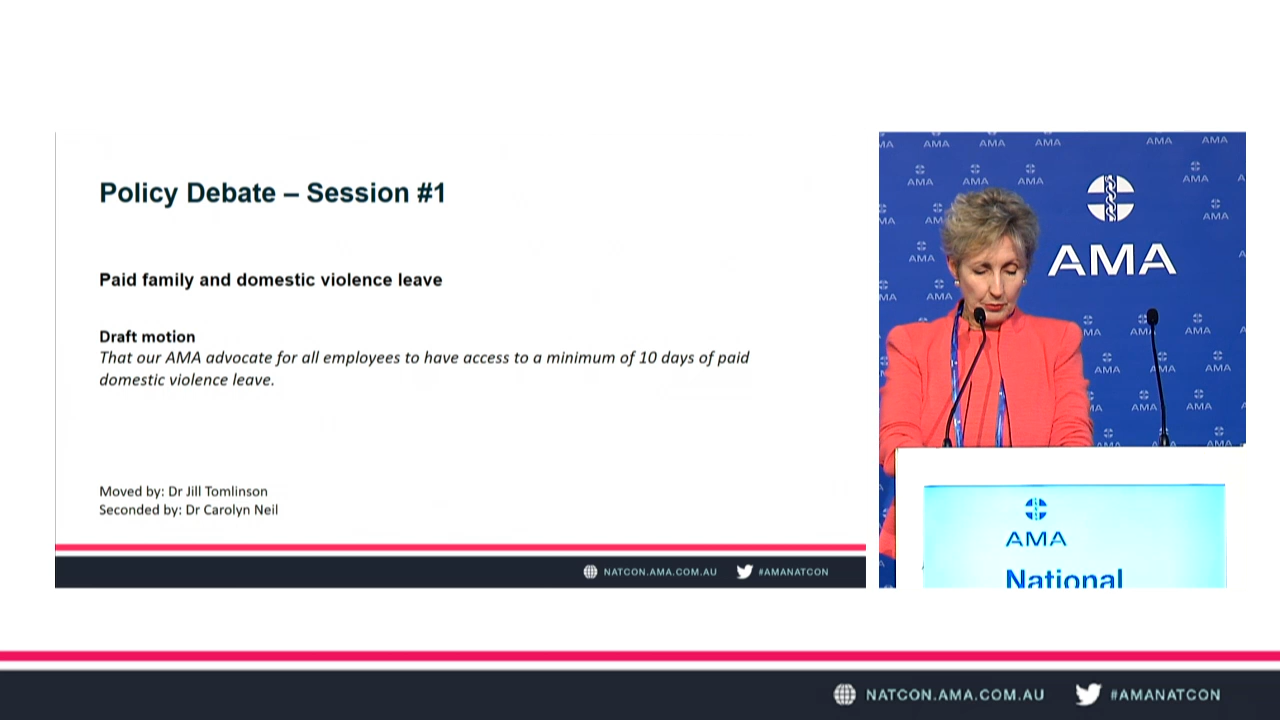 Policy Debate – Session #1
Paid family and domestic violence leave
Draft motion
That our AMA advocate for all employees to have access to a minimum of 10 days of paid
domestic violence leave.
Moved by: Dr Jill Tomlinson
Seconded by: Dr Carolyn Neil
NATCON.AMA.COM.AU #AMANATCON
AMA
AMA
National
NATCON.AMA.COM.AU #AMANATCON